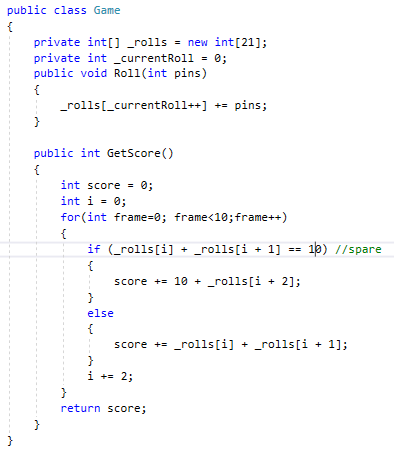 public class Game
{
    private int[] _rolls = new int[21];
    private int _currentRoll = 0;
    public void Roll(int pins)
    {
        _rolls[_currentRoll++] += pins;
    }

    public int GetScore()
    {
        int score = 0;
        int i = 0;
        for(int frame=0; frame<10;frame++)
        {
            if (_rolls[i] + _rolls[i + 1] == 10) //spare
            {
                score += 10 + _rolls[i + 2];
            }
            else
            {
                score += _rolls[i] + _rolls[i + 1];
            }
            i += 2;
        }
        return score;
    }
}